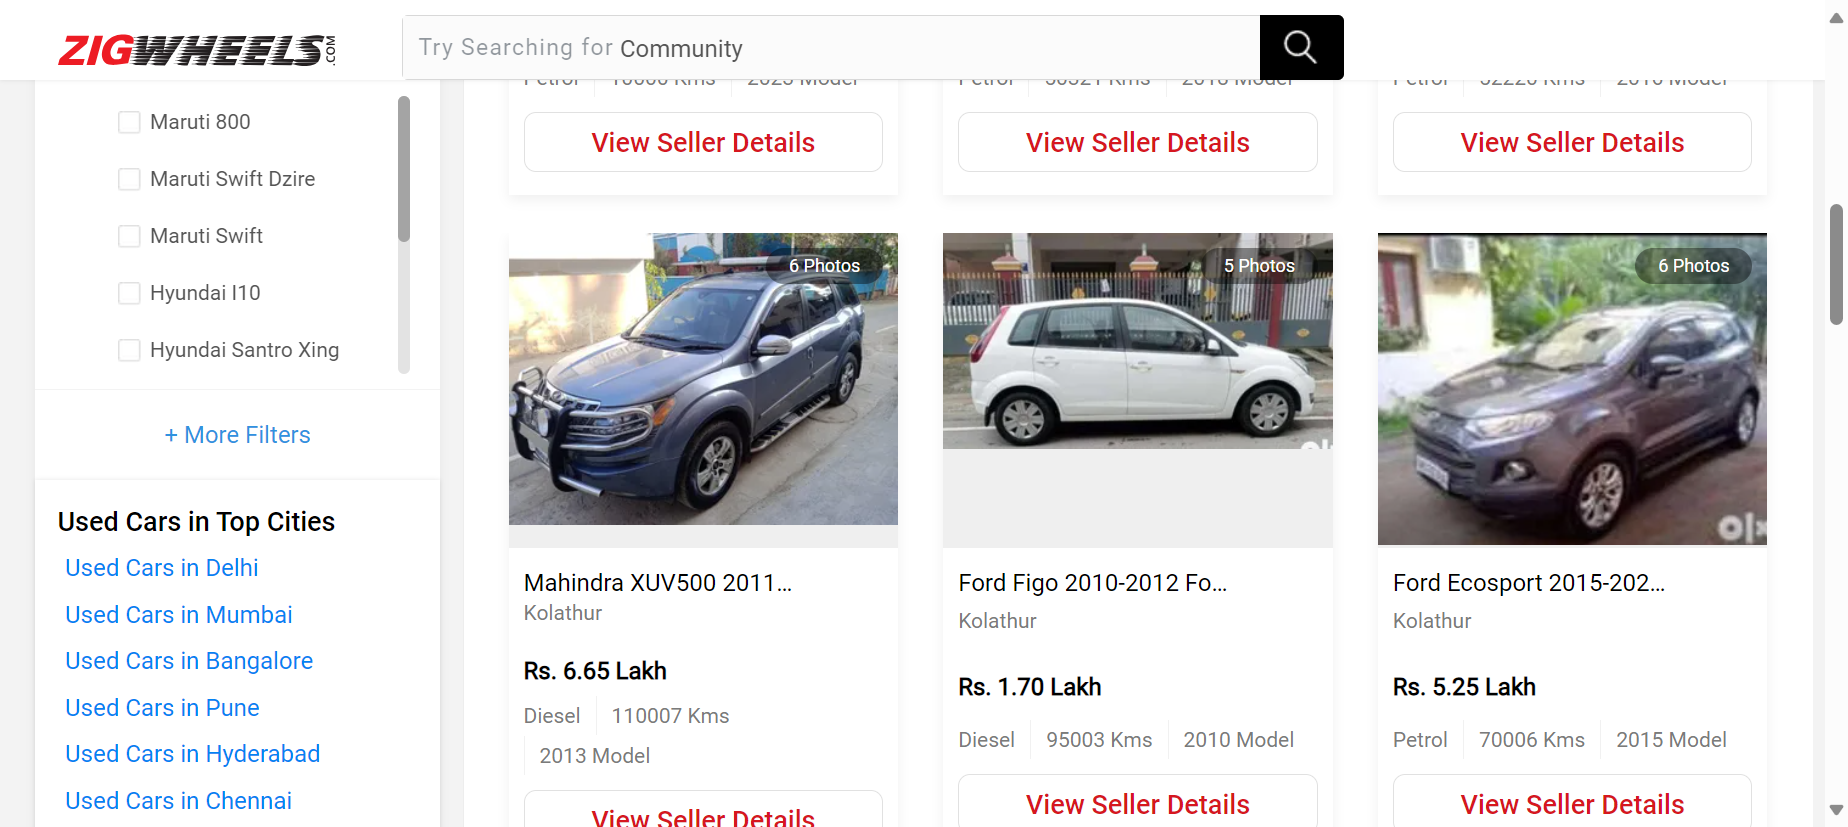 ZIGWHEELS.COM
Try Searching for Community
Maruti 800
Maruti Swift Dzire
Maruti Swift
Hyundai I10
Hyundai Santro Xing
+ More Filters
Used Cars in Top Cities
Used Cars in Delhi
Used Cars in Mumbai
Used Cars in Bangalore
Used Cars in Pune
Used Cars in Hyderabad
Used Cars in Chennai
Petrol 2023 Model
Petrol
Petrol
View Seller Details
View Seller Details
View Seller Details
6 Photos
Mahindra XUV500 2011...
Kolathur
Rs. 6.65 Lakh
Diesel 110007 Kms
2013 Model
View Seller Details
5 Photos
Ford Figo 2010-2012 Fo...
Kolathur
Rs. 1.70 Lakh
Diesel 95003 Kms 2010 Model
View Seller Details
6 Photos
olx
Ford Ecosport 2015-202...
Kolathur
Rs. 5.25 Lakh
Petrol 70006 Kms 2015 Model
View Seller Details